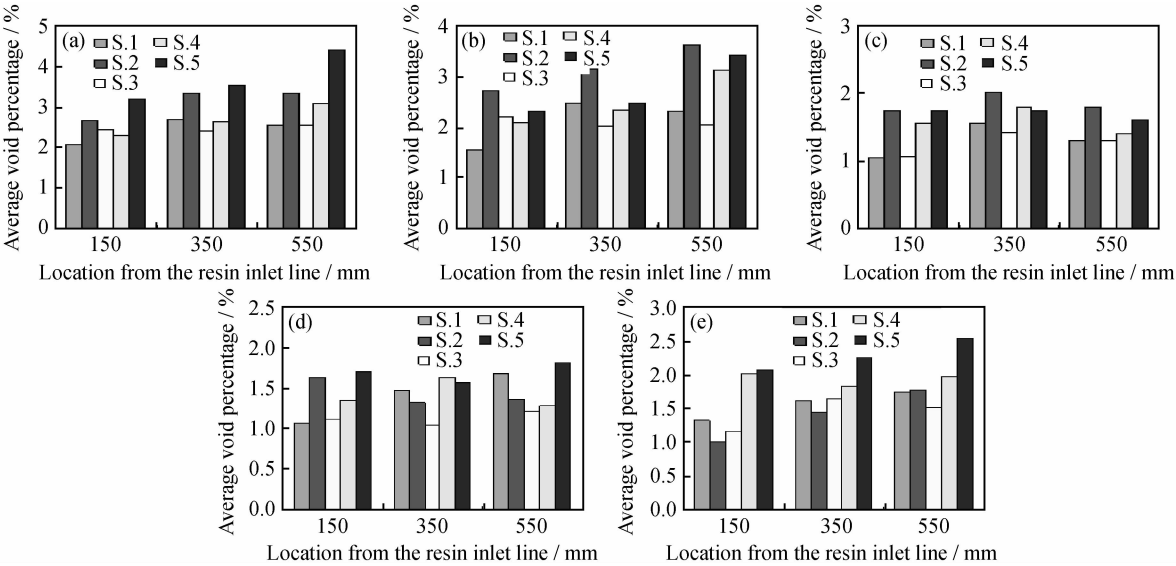 Average void percentage / %
5
4
3
2
1
0
(a)
S.1 S.4
S.2 S.5
S.3
150 350 550
Location from the resin inlet line / mm
Average void percentage / %
4
3
2
1
0
(b)
S.1 S.4
S.2 S.5
S.3
150 350 550
Location from the resin inlet line / mm
Average void percentage / %
3
2
1
0
(c)
S.1 S.4
S.2 S.5
S.3
150 350 550
Location from the resin inlet line / mm
Average void percentage / %
2.5
2.0
1.5
1.0
0.5
0.0
(d)
S.1 S.4
S.2 S.5
S.3
150 350 550
Location from the resin inlet line / mm
Average void percentage / %
3.0
2.5
2.0
1.5
1.0
0.5
0.0
(e)
S.1 S.4
S.2 S.5
S.3
150 350 550
Location from the resin inlet line / mm